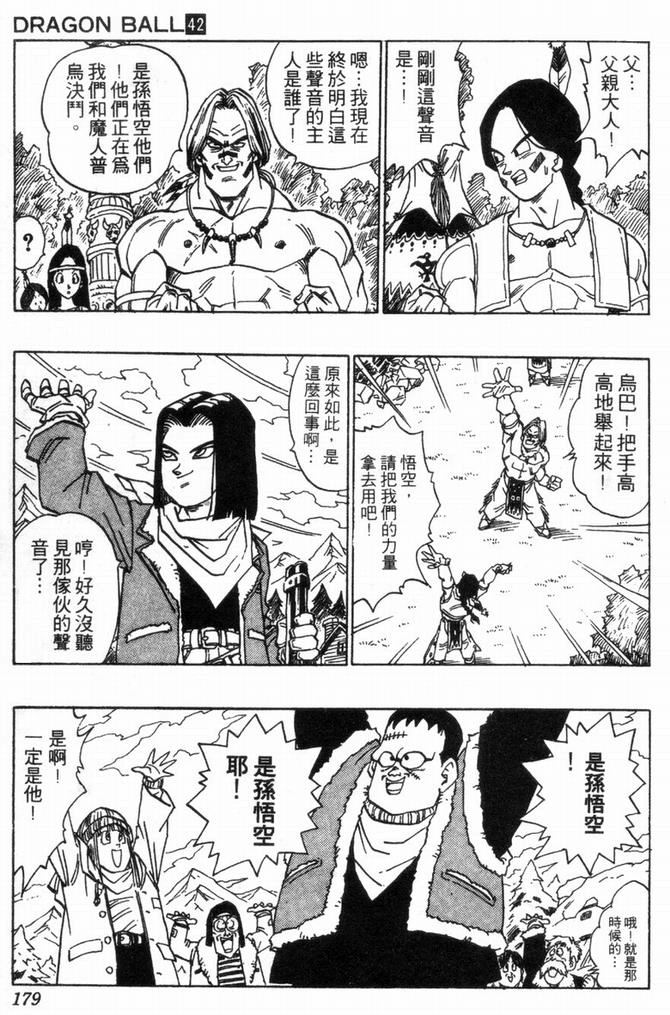 DRAGON BALL 42
父…
父親大人！
剛剛這聲音
是…！
嗯…我現在
終於明白這
些聲音的主
人是誰了！
是孫悟空他們
！他們正在為
我們和魔人普
烏決鬥。
？
烏巴！把手高
高地舉起來！
悟空，
請把我們的力量
拿去用吧！
原來如此，是
這麼回事啊…
哼！好久沒聽
見那傢伙的聲
音了…
是孫悟空
！
哦！就是那
時候的…
是孫悟空
耶！
是啊！
一定是他！
179